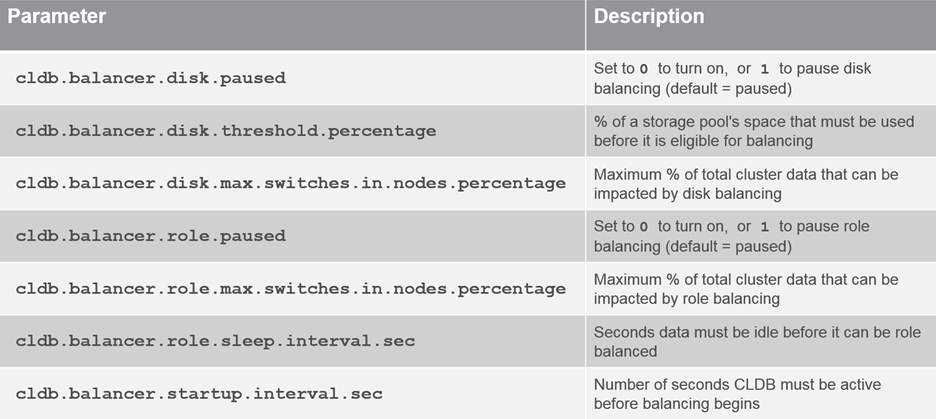 Parameter Description
cldb.balancer.disk.paused
Set to 0 to turn on, or 1 to pause disk
balancing (default = paused)
cldb.balancer.disk.threshold.percentage
% of a storage pool's space that must be used
before it is eligible for balancing
cldb.balancer.disk.max.switches.in.nodes.percentage
Maximum % of total cluster data that can be
impacted by disk balancing
cldb.balancer.role.paused
Set to 0 to turn on, or 1 to pause role
balancing (default = paused)
cldb.balancer.role.max.switches.in.nodes.percentage
Maximum % of total cluster data that can be
impacted by role balancing
cldb.balancer.role.sleep.interval.sec
Seconds data must be idle before it can be role
balanced
cldb.balancer.startup.interval.sec
Number of seconds CLDB must be active
before balancing begins